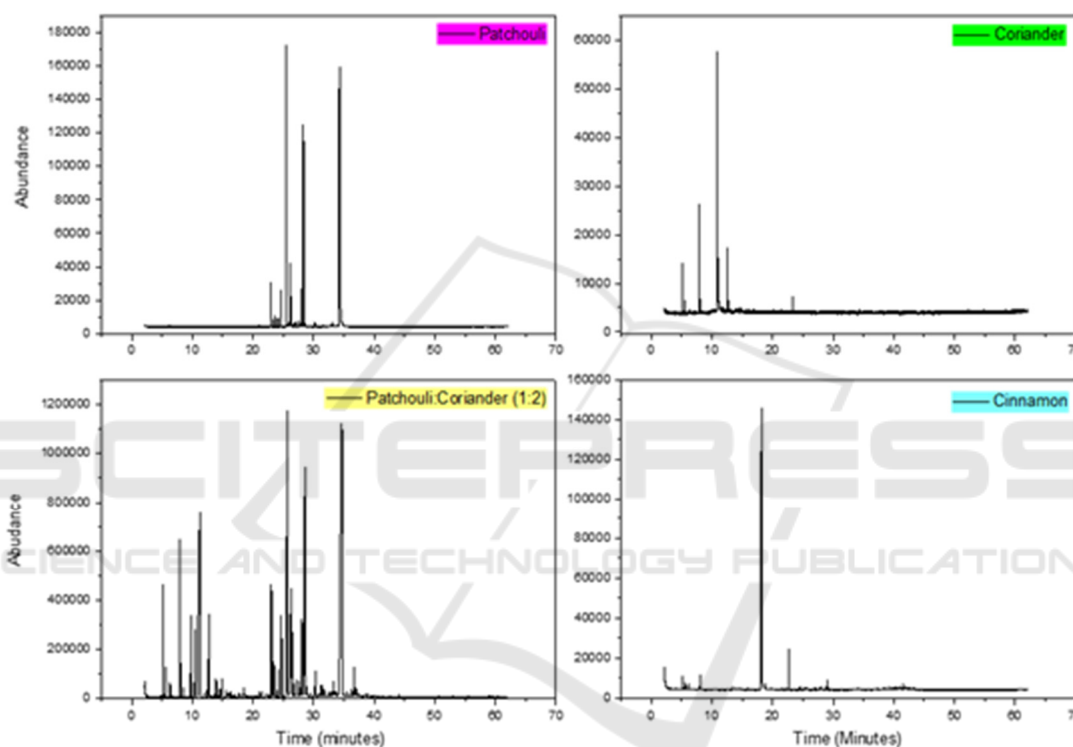 Patchouli
Abundance
180000
160000
140000
120000
100000
80000
60000
40000
20000
0
0 10 20 30 40 50 60 70
Coriander
60000
50000
40000
30000
20000
10000
0
0 10 20 30 40 50 60 70
Patchouli:Coriander (1:2)
Abudance
1200000
1000000
800000
600000
400000
200000
0
0 10 20 30 40 50 60 70
Time (minutes)
Cinnamon
160000
140000
120000
100000
80000
60000
40000
20000
0
0 10 20 30 40 50 60 70
Time (Minutes)
SCITEPRESS
SCIENCE AND TECHNOLOGY PUBLICATIONS